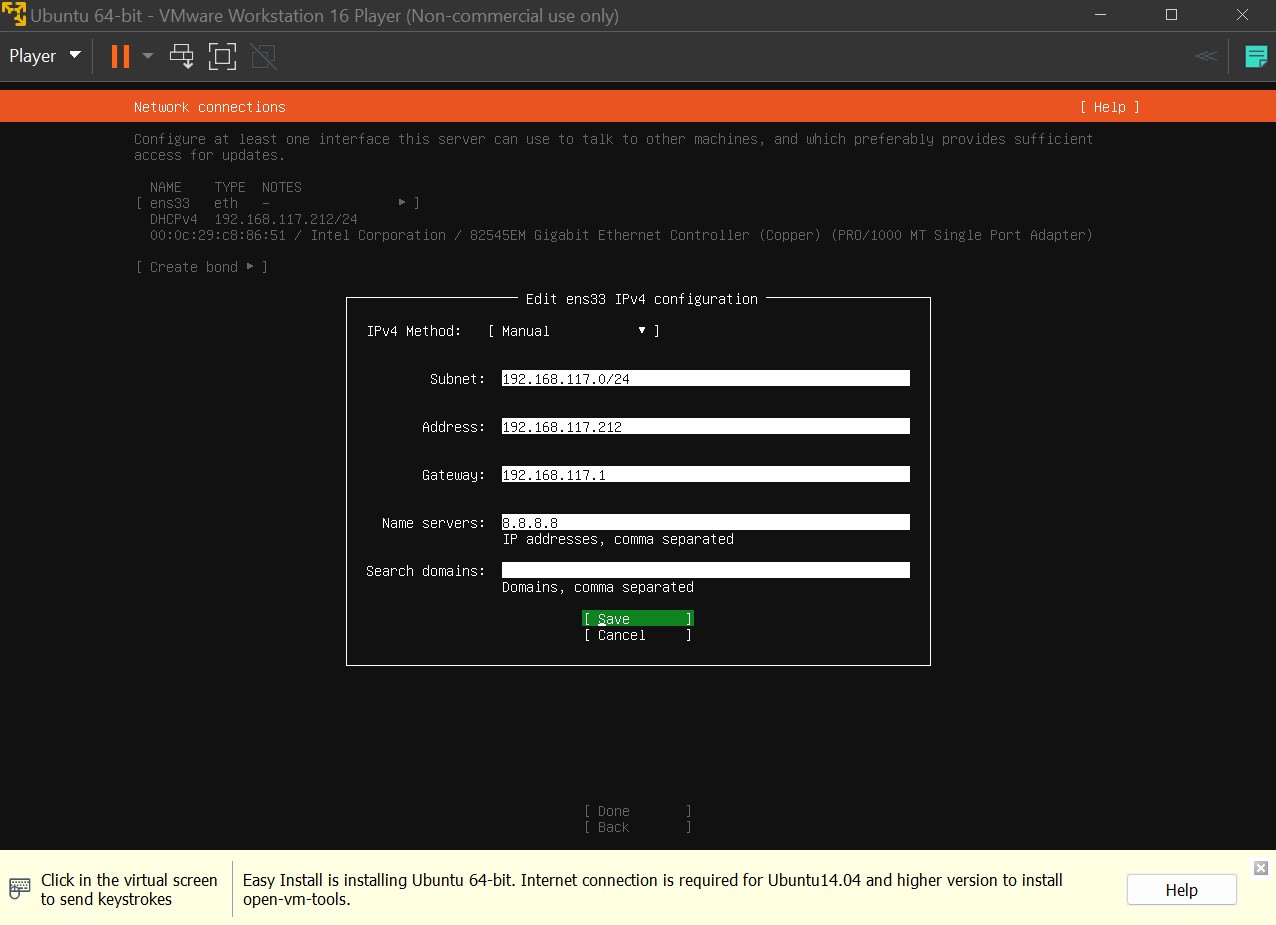 Ubuntu 64-bit - VMware Workstation 16 Player (Non-commercial use only)
Player
Network connections [ Help ]
Configure at least one interface this server can use to talk to other machines, and which preferably provides sufficient
access for updates.
NAME TYPE NOTES
[ ens33 eth – ▸ ]
DHCPv4 192.168.117.212/24
00:0c:29:c8:86:51 / Intel Corporation / 82545EM Gigabit Ethernet Controller (Copper) (PRO/1000 MT Single Port Adapter)
[ Create bond ▸ ]
Edit ens33 IPv4 configuration
IPv4 Method: [ Manual ▾ ]
Subnet: 192.168.117.0/24
Address: 192.168.117.212
Gateway: 192.168.117.1
Name servers: 8.8.8.8
IP addresses, comma separated
Search domains:
Domains, comma separated
[ Save ]
[ Cancel ]
[ Done ]
[ Back ]
Click in the virtual screen
to send keystrokes
Easy Install is installing Ubuntu 64-bit. Internet connection is required for Ubuntu14.04 and higher version to install
open-vm-tools.
Help